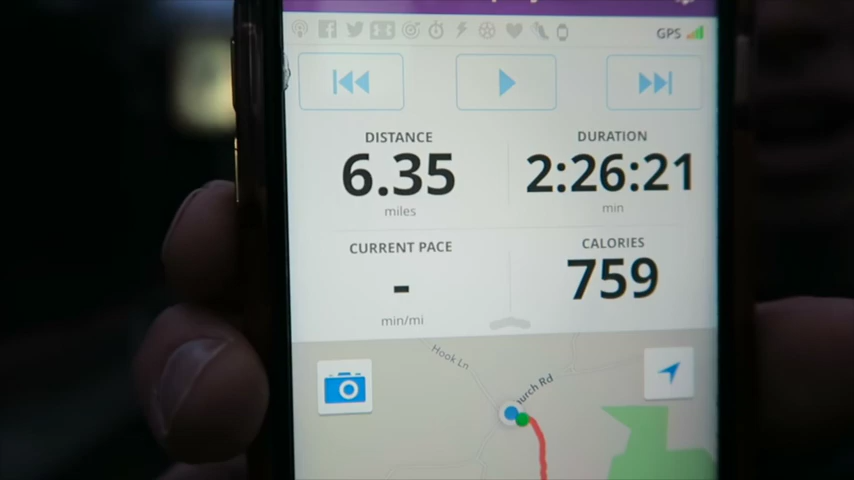 GPS
DISTANCE
6.35
miles
DURATION
2:26:21
min
CURRENT PACE
-
min/mi
CALORIES
759
Hook Ln
urch Rd